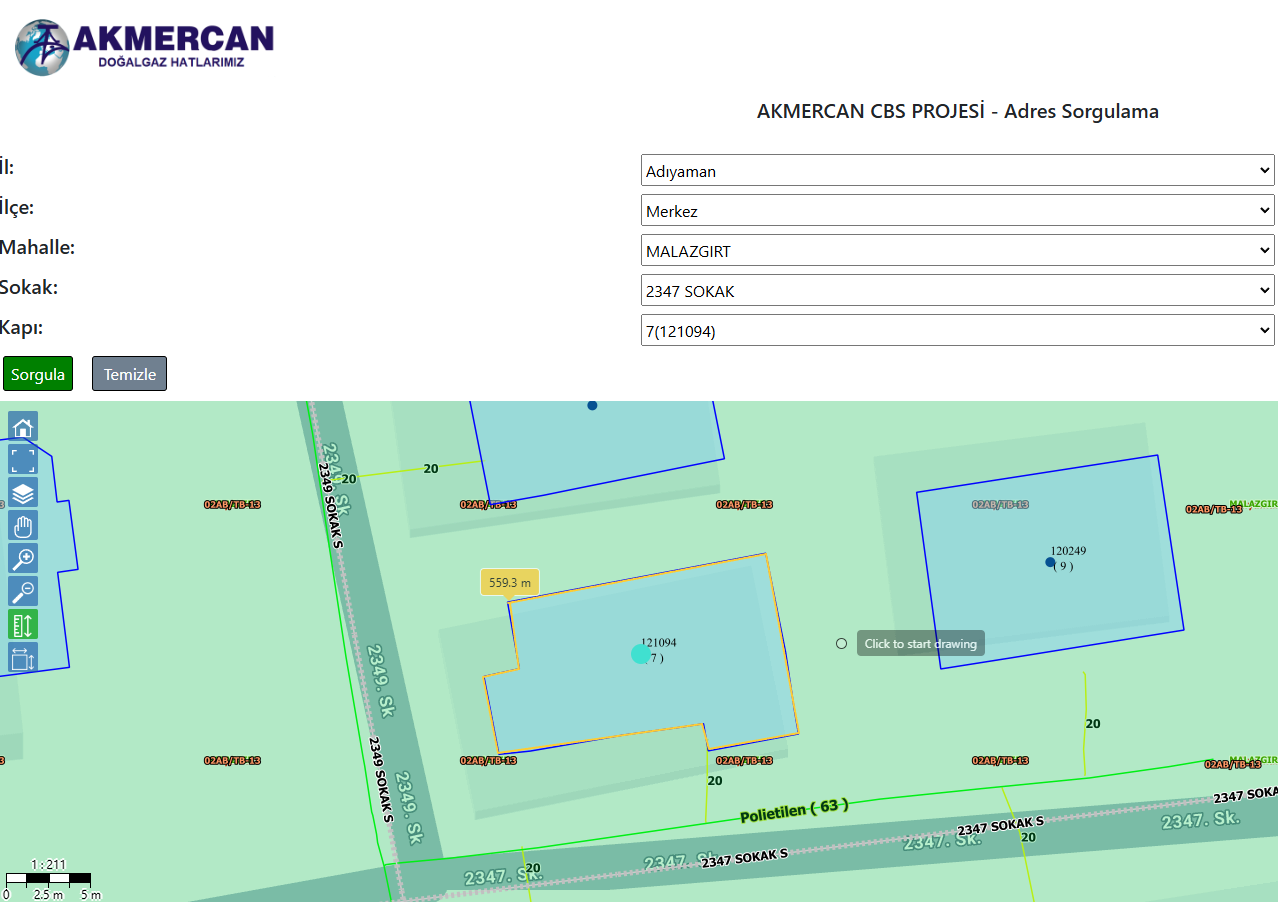 AKMERCAN
DOĞALGAZ HATLARIMIZ
AKMERCAN CBS PROJESİ - Adres Sorgulama
İl:
Adıyaman
İlçe:
Merkez
Mahalle:
MALAZGIRT
Sokak:
2347 SOKAK
Kapı:
7(121094)
Sorgula
Temizle
2349. Sk
2349 SOKAK S
20
20
02AB/TB-13
02AB/TB-13
02AB/TB-13
02AB/TB-13
02AB/TB-13
MALAZGIR
120249
( 9 )
559.3 m
121094
( 7 )
Click to start drawing
2349. Sk
20
2349 SOKAK S
02AB/TB-13
02AB/TB-13
02AB/TB-13
02AB/TB-13
02AB/TB-13
MALAZGIR
20
2349. Sk
Polietilen ( 63 )
2347 SOKA
2347 SOKAK S
2347. Sk.
2347. Sk.
20
2347. Sk.
2347 SOKAK S
2347. Sk.
20
1 : 211
0 2.5 m 5 m